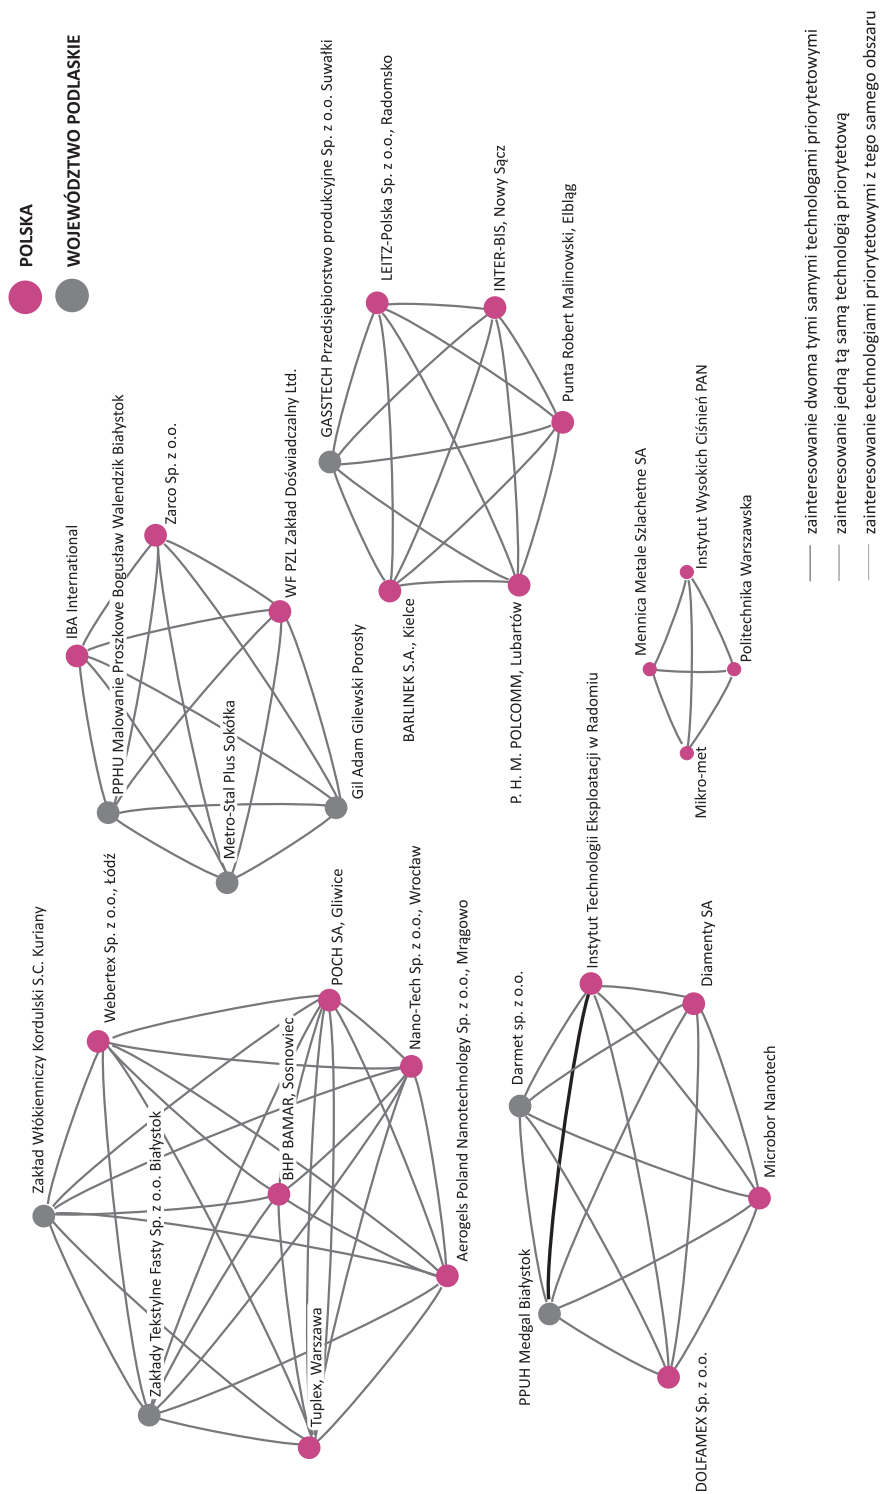 POLSKA
WOJEWÓDZTWO PODLASKIE
Zakład Włókienniczy Kordulski S.C. Kuriany
Webertex Sp. z o.o., Łódź
Zakłady Tekstylne Fasty Sp. z o.o. Białystok
BHP BAMAR, Sosnowiec
POCH SA, Gliwice
Tuplex, Warszawa
Nano-Tech Sp. z o.o., Wrocław
Aerogels Poland Nanotechnology Sp. z o.o., Mrągowo
IBA International
PPHU Malowanie Proszkowe Bogusław Walendzik Białystok
Zarco Sp. z o.o.
Metro-Stal Plus Sokółka
WF PZL Zakład Doświadczalny Ltd.
Gil Adam Gilewski Porosły
GASSTECH Przedsiębiorstwo produkcyjne Sp. z o.o. Suwałki
LEITZ-Polska Sp. z o.o., Radomsko
BARLINEK S.A., Kielce
INTER-BIS, Nowy Sącz
P. H. M. POLCOMM, Lubartów
Punta Robert Malinowski, Elbląg
Darmet sp. z o.o.
PPUH Medgal Białystok
Instytut Technologii Eksploatacji w Radomiu
Diamenty SA
DOLFAMEX Sp. z o.o.
Microbor Nanotech
Mennica Metale Szlachetne SA
Instytut Wysokich Ciśnień PAN
Mikro-met
Politechnika Warszawska
zainteresowanie dwoma tymi samymi technologami priorytetowymi
zainteresowanie jedną tą samą technologią priorytetową
zainteresowanie technologiami priorytetowymi z tego samego obszaru